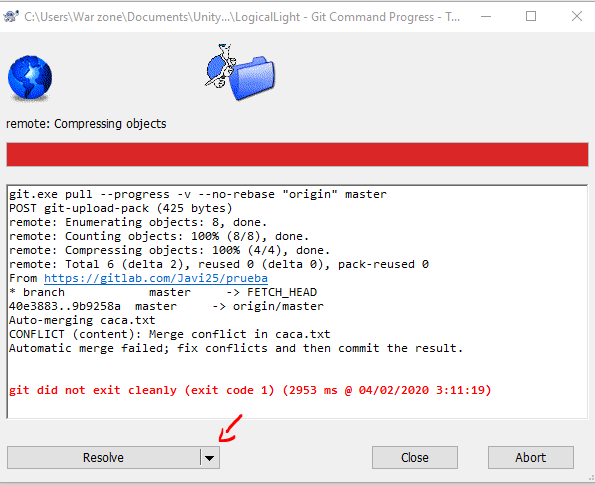 C:\Users\War zone\Documents\Unity...\LogicalLight - Git Command Progress - T...
remote: Compressing objects
git.exe pull --progress -v --no-rebase "origin" master
POST git-upload-pack (425 bytes)
remote: Enumerating objects: 8, done.
remote: Counting objects: 100% (8/8), done.
remote: Compressing objects: 100% (4/4), done.
remote: Total 6 (delta 2), reused 0 (delta 0), pack-reused 0
From https://gitlab.com/Javi25/prueba
* branch            master     -> FETCH_HEAD
40e3883..9b9258a  master     -> origin/master
Auto-merging caca.txt
CONFLICT (content): Merge conflict in caca.txt
Automatic merge failed; fix conflicts and then commit the result.
git did not exit cleanly (exit code 1) (2953 ms @ 04/02/2020 3:11:19)
Resolve
Close
Abort